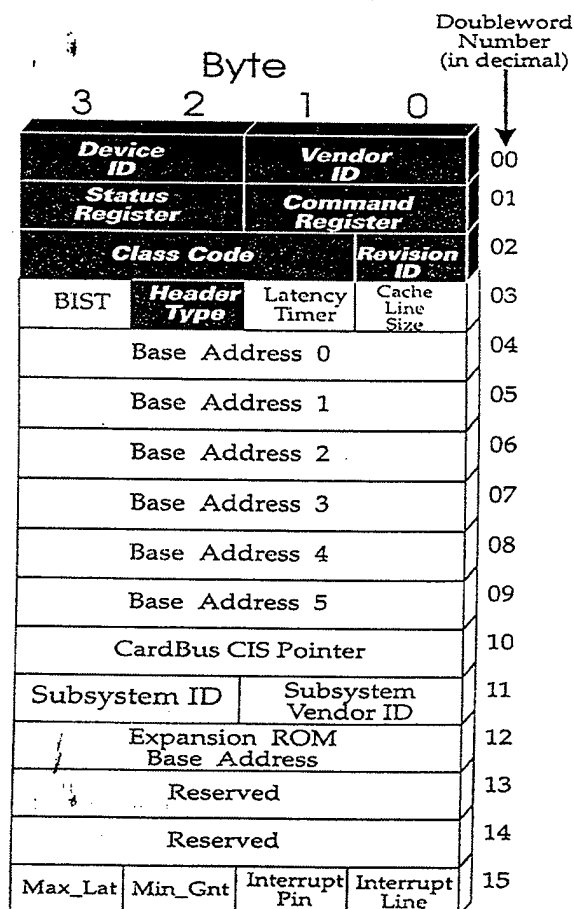 Doubleword
Number
(in decimal)
Byte
3 2 1 0
Device
ID
Vendor
ID
00
Status
Register
Command
Register
01
Class Code
Revision
ID
02
BIST
Header
Type
Latency
Timer
Cache
Line
Size
03
Base Address 0
04
Base Address 1
05
Base Address 2
06
Base Address 3
07
Base Address 4
08
Base Address 5
09
CardBus CIS Pointer
10
Subsystem ID
Subsystem
Vendor ID
11
Expansion ROM
Base Address
12
Reserved
13
Reserved
14
Max_Lat
Min_Gnt
Interrupt
Pin
Interrupt
Line
15